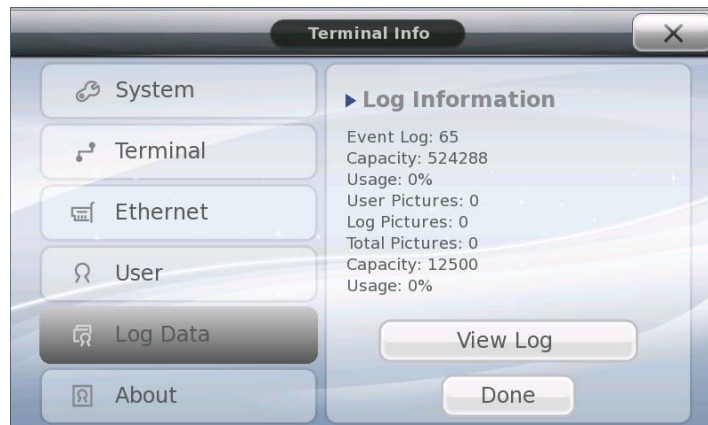 Terminal Info
System
Terminal
Ethernet
User
Log Data
About
Log Information
Event Log: 65
Capacity: 524288
Usage: 0%
User Pictures: 0
Log Pictures: 0
Total Pictures: 0
Capacity: 12500
Usage: 0%
View Log
Done